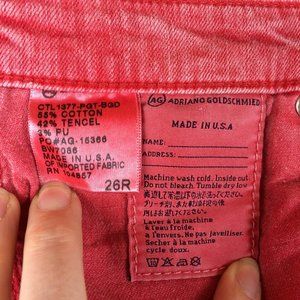 CTL1377-PGT-BGD
55% COTTON
42% TENCEL
3% PU
PO#AG-15366
BW7086
MADE IN U.S.A.
OF IMPORTED FABRIC
RN 104857
26R
AG ADRIANO GOLDSCHMIED
MADE IN U.S.A
NAME:
ADDRESS:
Machine wash cold. Inside out.
Do not bleach. Tumble dry low
Laver à la machine
à l'eau froide,
à l'envers. Ne pas javelliser.
Sécher à la machine
cycle doux.